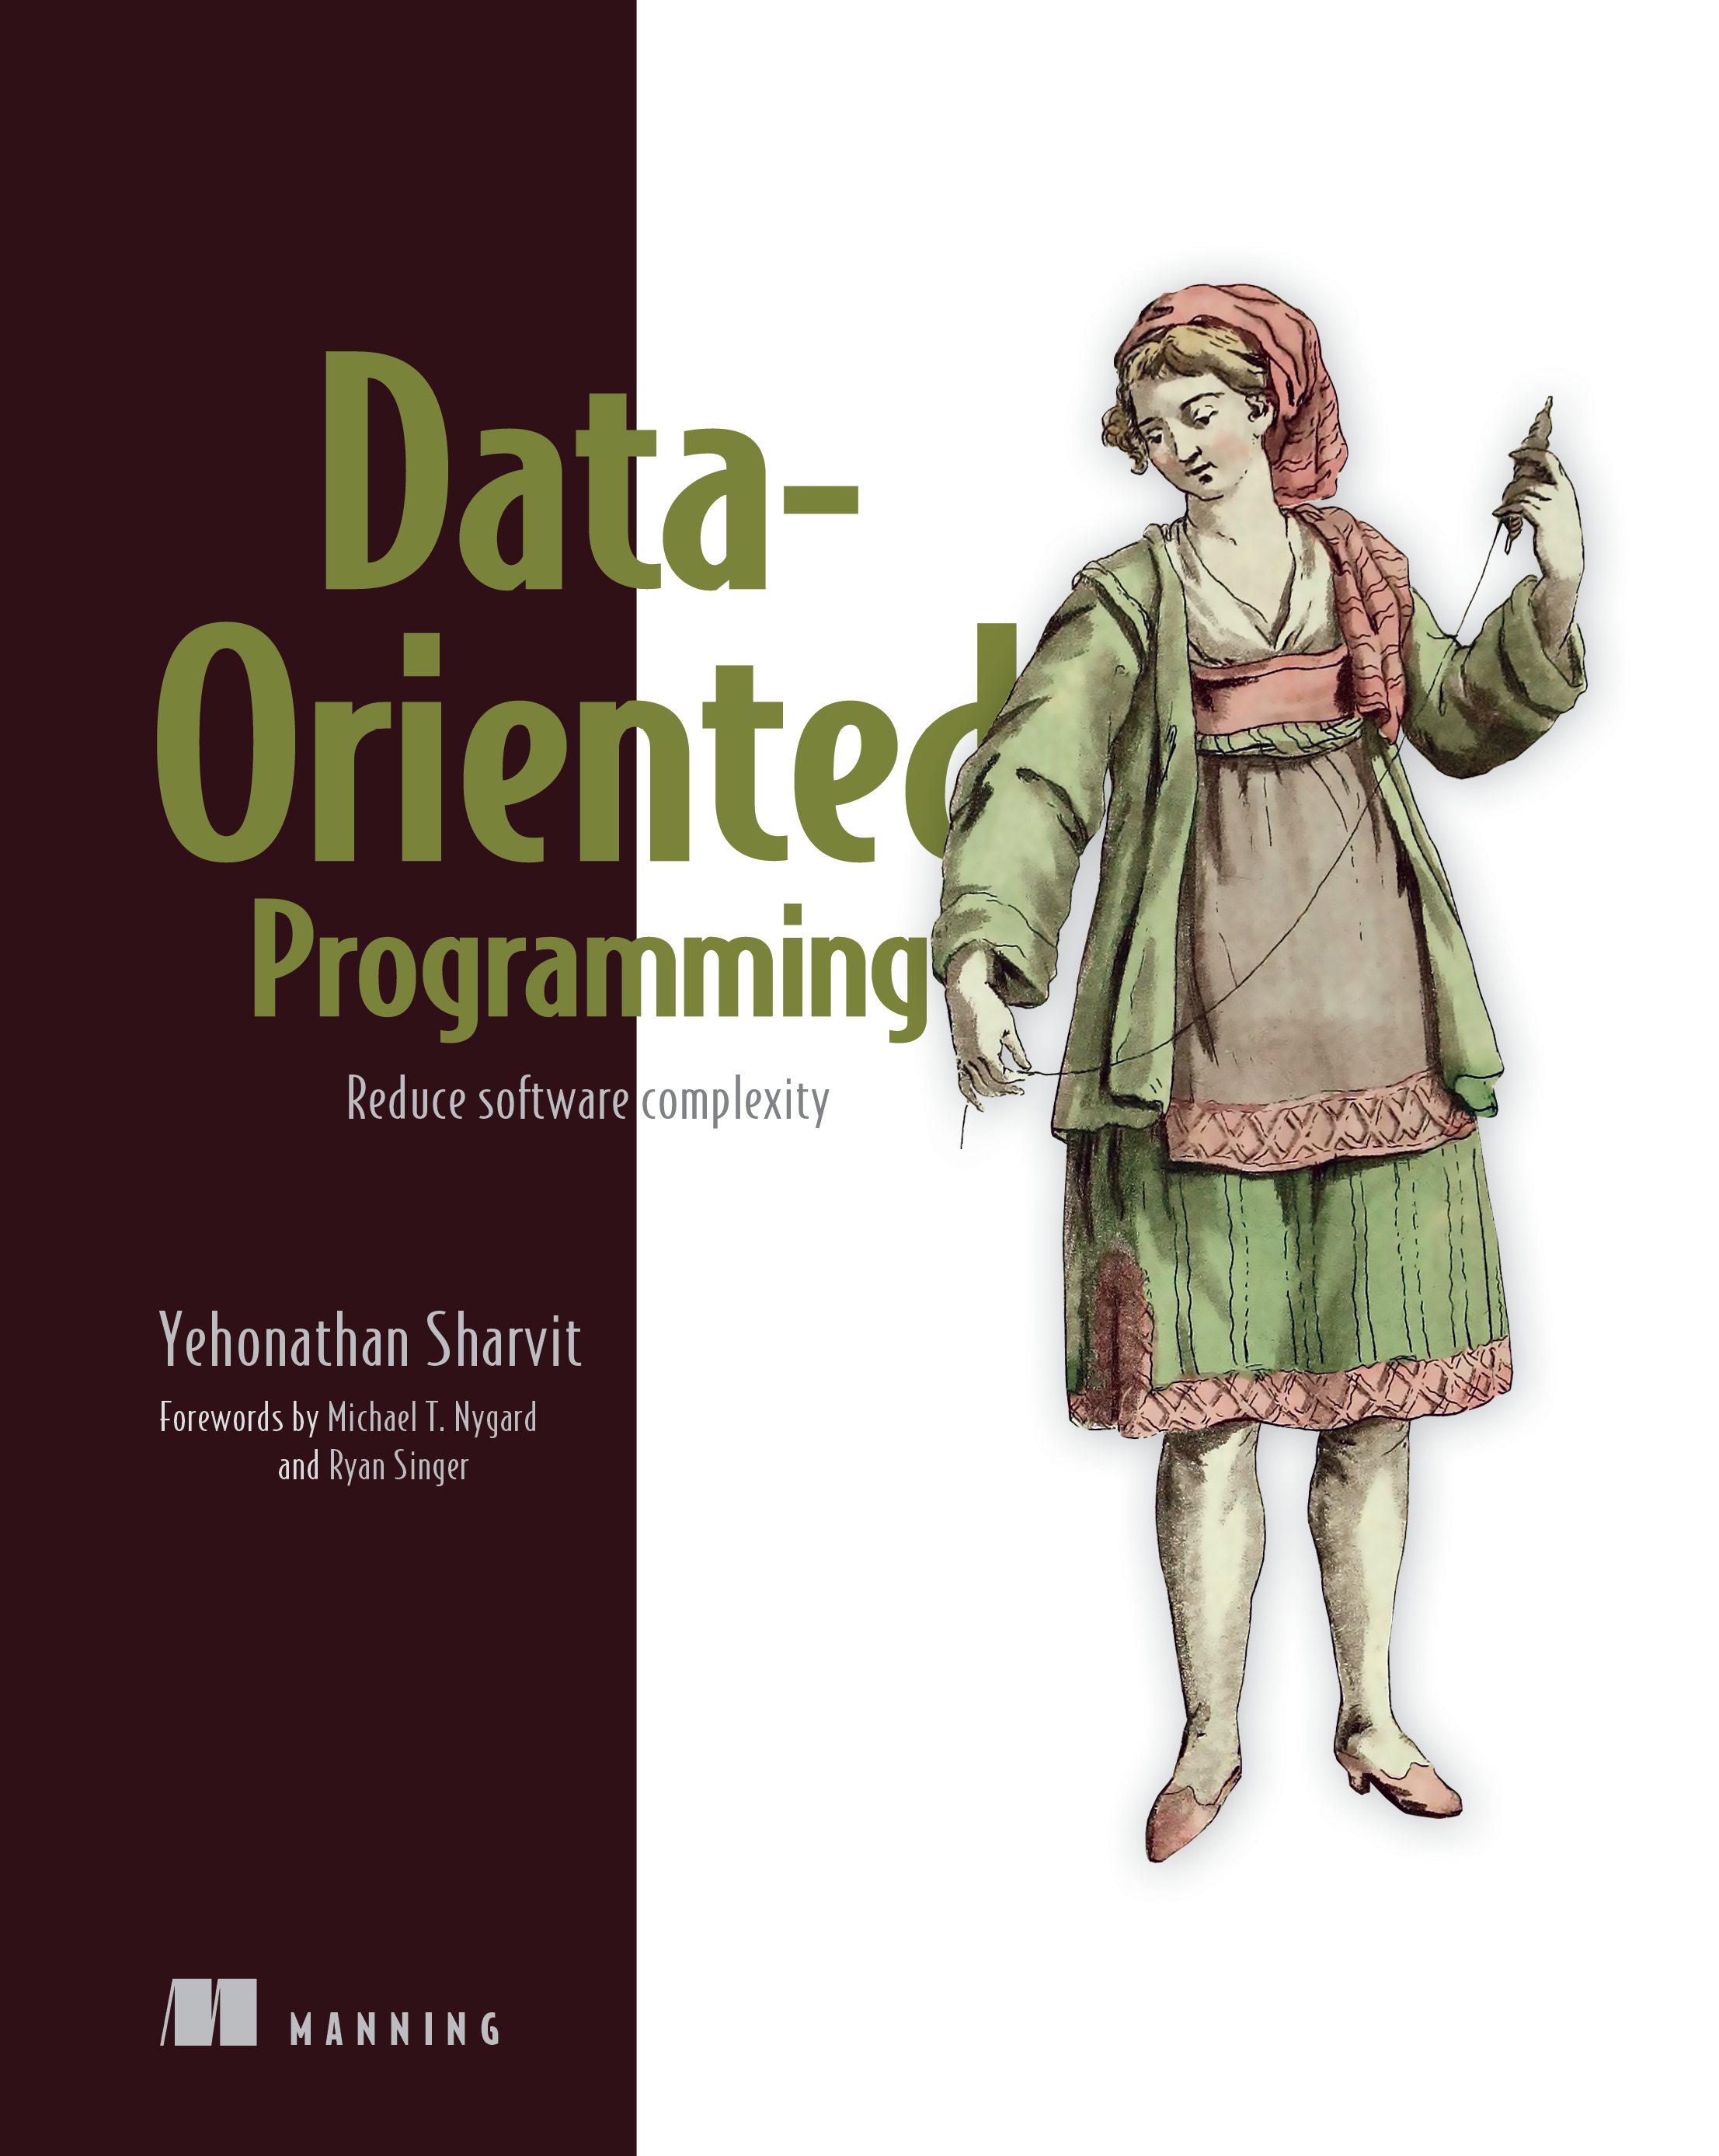 Data-
Oriented
Programming
Reduce software complexity
Yehonathan Sharvit
Forewords by Michael T. Nygard
and Ryan Singer
MANNING